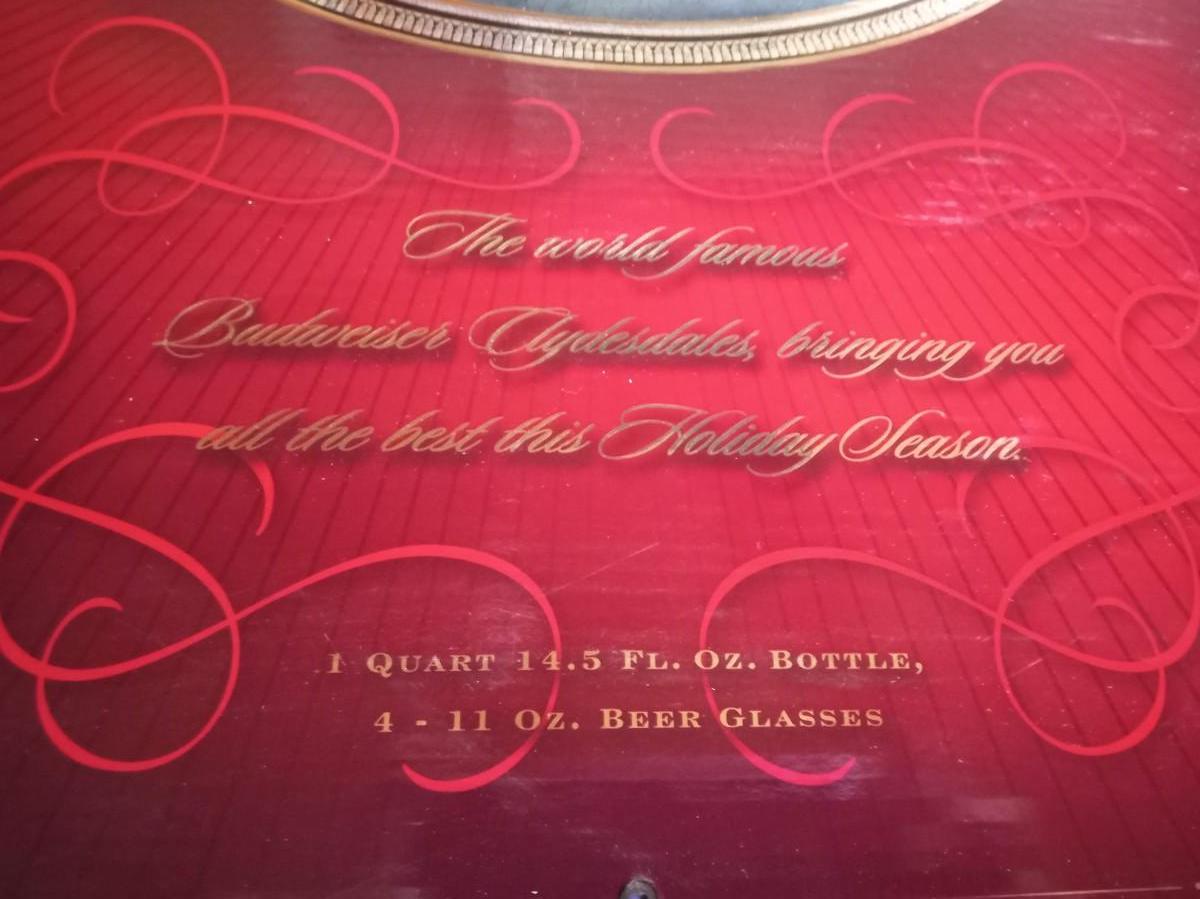 The world famous
Budweiser Clydesdales, bringing you
all the best this Holiday Season.
1 QUART 14.5 FL. OZ. BOTTLE,
4 - 11 OZ. BEER GLASSES